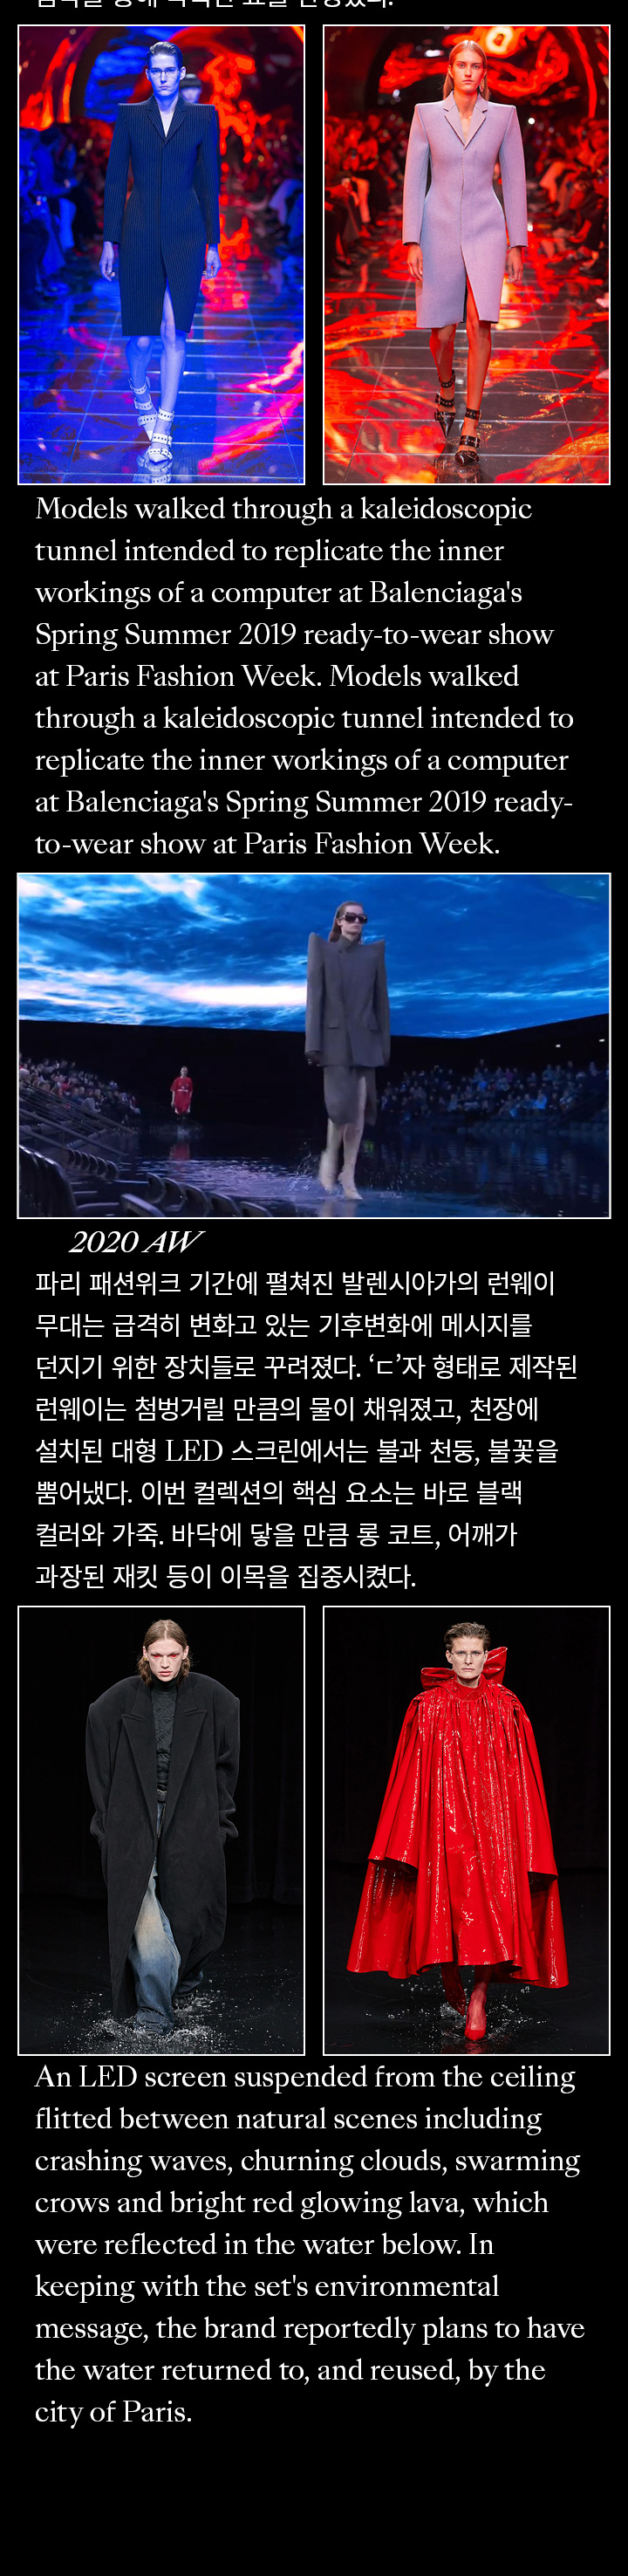 Models walked through a kaleidoscopic
tunnel intended to replicate the inner
workings of a computer at Balenciaga's
Spring Summer 2019 ready-to-wear show
at Paris Fashion Week. Models walked
through a kaleidoscopic tunnel intended to
replicate the inner workings of a computer
at Balenciaga's Spring Summer 2019 ready-
to-wear show at Paris Fashion Week.
2020 AW
파리 패션위크 기간에 펼쳐진 발렌시아가의 런웨이
무대는 급격히 변화고 있는 기후변화에 메시지를
던지기 위한 장치들로 꾸려졌다. ‘ㄷ’자 형태로 제작된
런웨이는 첨벙거릴 만큼의 물이 채워졌고, 천장에
설치된 대형 LED 스크린에서는 불과 천둥, 불꽃을
뿜어냈다. 이번 컬렉션의 핵심 요소는 바로 블랙
컬러와 가죽. 바닥에 닿을 만큼 롱 코트, 어깨가
과장된 재킷 등이 이목을 집중시켰다.
An LED screen suspended from the ceiling
flitted between natural scenes including
crashing waves, churning clouds, swarming
crows and bright red glowing lava, which
were reflected in the water below. In
keeping with the set's environmental
message, the brand reportedly plans to have
the water returned to, and reused, by the
city of Paris.